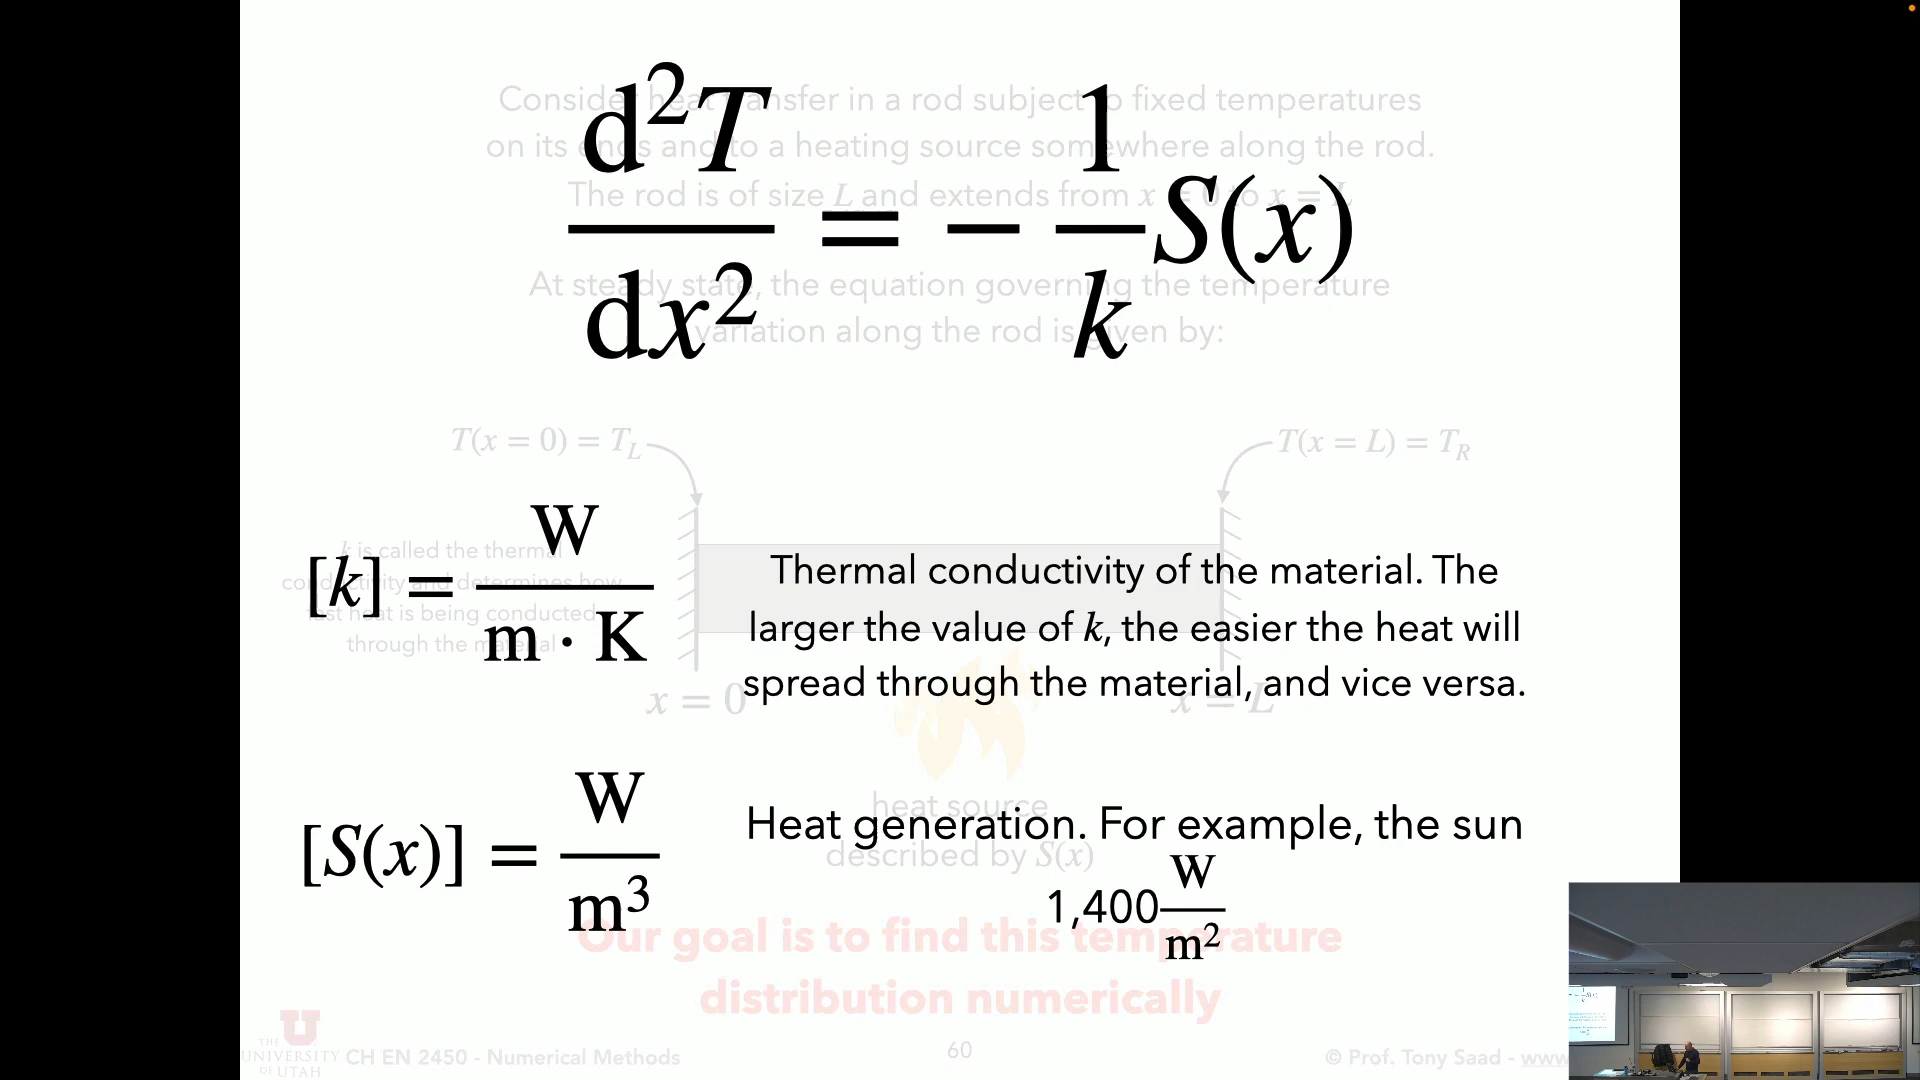 Consider heat transfer in a rod subject to fixed temperatures
on its ends and to a heating source somewhere along the rod.
The rod is of size L and extends from x = 0 to x = L
At steady state, the equation governing the temperature
variation along the rod is given by:
d²T/dx² = − 1/k S(x)
T(x = 0) = T_L
T(x = L) = T_R
k is called the thermal
conductivity and determines how
fast heat is being conducted
through the material
[k] = W/(m · K)
Thermal conductivity of the material. The
larger the value of k, the easier the heat will
spread through the material, and vice versa.
x = 0
x = L
[S(x)] = W/m³
heat source
described by S(x)
Heat generation. For example, the sun
1,400 W/m²
Our goal is to find this temperature
distribution numerically
U
THE
UNIVERSITY
OF UTAH
CH EN 2450 - Numerical Methods
60
© Prof. Tony Saad - www